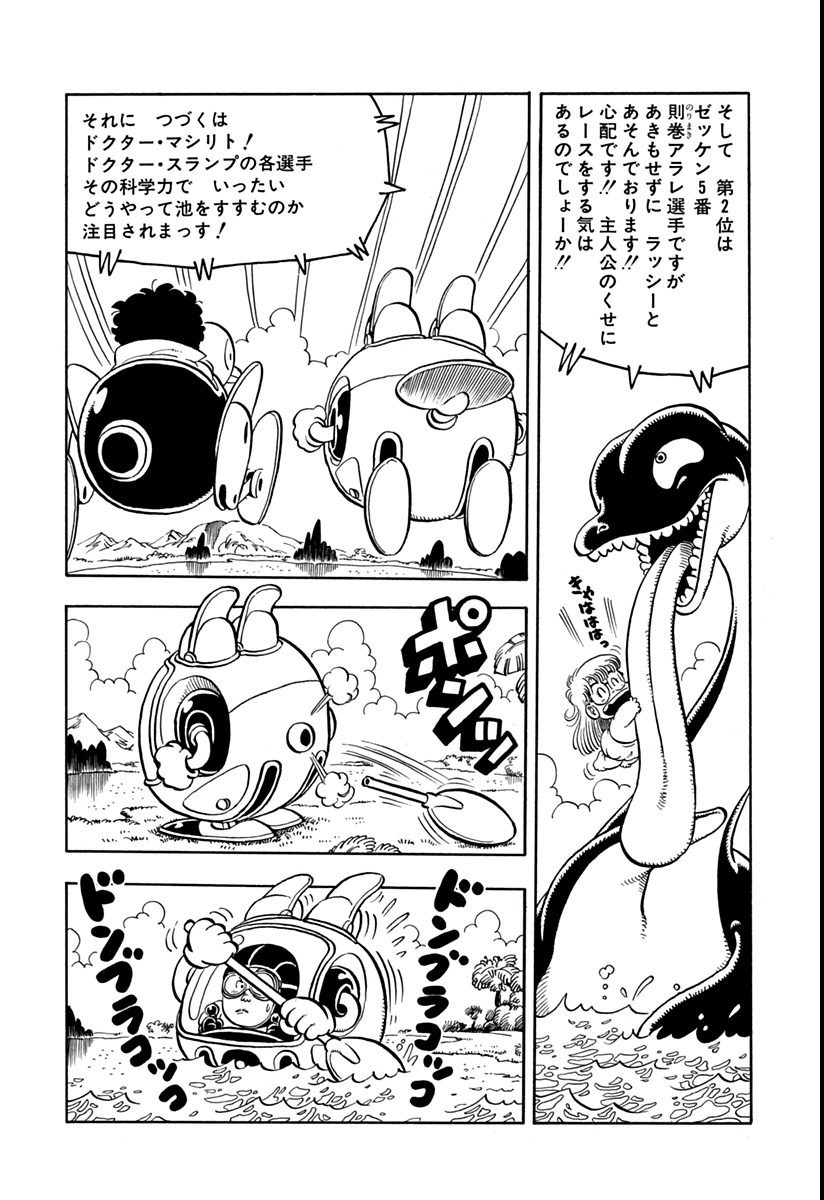 そして　第2位は
ゼッケン5番
則巻アラレ選手ですが
のりまき
あきもせずに　ラッシーと
あそんでおります!!
心配です!!　主人公のくせに
レースをする気は
あるのでしょーか!!
きゃはははっ
それに　つづくは
ドクター・マシリト！
ドクター・スランプの各選手
その科学力で　いったい
どうやって池をすすむのか
注目されまっす！
ポンッ
ドンブラコッコ
ドンブラコッコ